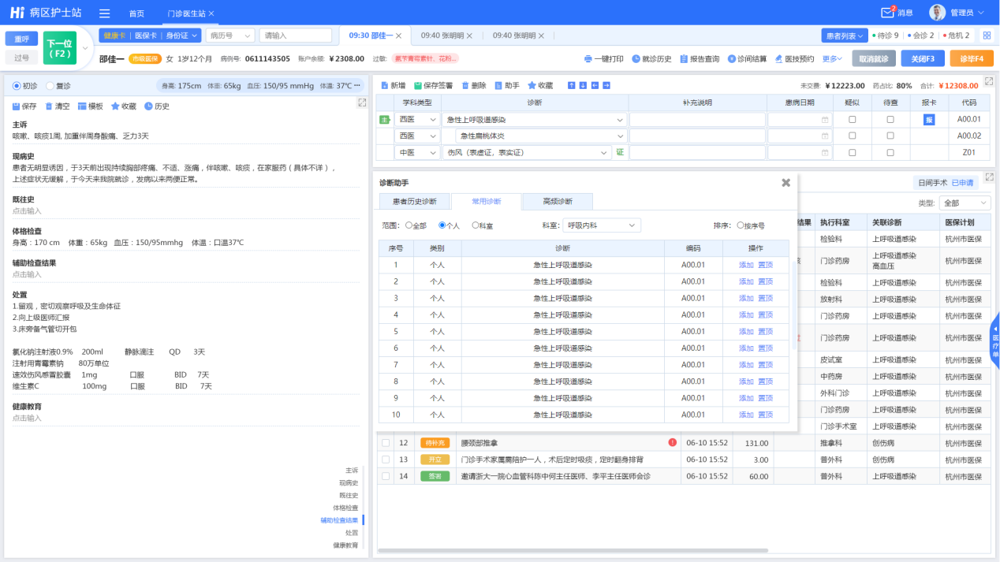 Hi 病区护士站 首页 门诊医生站 × 2 消息 管理员
重呼 过号 下一位 (F2)
健康卡 | 医保卡 | 身份证 病历号 请输入 09:30 邵佳一 × 09:40 张明明 × 09:40 张明明 × 患者列表 待诊 9 会诊 2 危机 2
邵佳一 市级医保 女 1岁12个月 病例号: 0611143505 账户余额: ¥2308.00 过敏: 氨苄青霉素针、花粉... 一键打印 就诊历史 报告查询 诊间结算 医技预约 更多 取消就诊 关闭F3 诊毕F4
初诊 复诊 身高: 175cm 体重: 65kg 血压: 150/95 mmHg 体温: 37℃ ···
保存 清空 模板 收藏 历史
主诉
咳嗽、咳痰1周, 加重伴周身酸痛、乏力3天
现病史
患者无明显诱因，于3天前出现持续胸部疼痛、不适、涨痛，伴咳嗽、咳痰，在家服药（具体不详），
上述症状无缓解，于今天来我院就诊，发病以来两便正常。
既往史
点击输入
体格检查
身高：170 cm 体重：65kg 血压：150/95mmhg 体温：口温37℃
辅助检查结果
点击输入
处置
1.留观，密切观察呼吸及生命体征
2.向上级医师汇报
3.床旁备气管切开包
氯化钠注射液0.9% 200ml 静脉滴注 QD 3天
注射用青霉素钠 80万单位
速效伤风感冒胶囊 1mg 口服 BID 7天
维生素C 100mg 口服 BID 7天
健康教育
点击输入
主诉
现病史
既往史
体格检查
辅助检查结果
处置
健康教育
新增 保存签署 删除 助手 收藏 未交费: ¥12223.00 药占比: 80% 合计: ¥12308.00
学科类型 诊断 补充说明 患病日期 疑似 待查 报卡 代码
主 西医 急性上呼吸道感染 报 A00.01
西医 急性扁桃体炎 A00.02
中医 伤风（表虚证，表实证） 证 Z01
诊断助手 ×
患者历史诊断 常用诊断 高频诊断
范围: 全部 个人 科室 科室: 呼吸内科 排序: 按序号
序号 类别 诊断 编码 操作
1 个人 急性上呼吸道感染 A00.01 添加 置顶
2 个人 急性上呼吸道感染 A00.01 添加 置顶
3 个人 急性上呼吸道感染 A00.01 添加 置顶
4 个人 急性上呼吸道感染 A00.01 添加 置顶
5 个人 急性上呼吸道感染 A00.01 添加 置顶
6 个人 急性上呼吸道感染 A00.01 添加 置顶
7 个人 急性上呼吸道感染 A00.01 添加 置顶
8 个人 急性上呼吸道感染 A00.01 添加 置顶
9 个人 急性上呼吸道感染 A00.01 添加 置顶
10 个人 急性上呼吸道感染 A00.01 添加 置顶
日间手术 已申请
类型: 全部
结果 执行科室 关联诊断 医保计划
检验科 上呼吸道感染 杭州市医保
门诊药房 上呼吸道感染 高血压 杭州市医保
检验科 上呼吸道感染 杭州市医保
放射科 上呼吸道感染 杭州市医保
门诊药房 上呼吸道感染 杭州市医保
门诊药房 上呼吸道感染 杭州市医保
皮试室 上呼吸道感染 杭州市医保
中药房 上呼吸道感染 杭州市医保
外科门诊 上呼吸道感染 杭州市医保
门诊药房 上呼吸道感染 杭州市医保
门诊手术室 上呼吸道感染 杭州市医保
12 待补充 腰颈部推拿 06-10 15:52 131.00 推拿科 创伤病 杭州市医保
13 开立 门诊手术家属需陪护一人，术后定时吸痰，定时翻身排背 06-10 15:52 3.00 普外科 创伤病 杭州市医保
14 签署 邀请浙大一院心血管科陈中何主任医师、李平主任医师会诊 06-10 15:52 60.00 普外科 上呼吸道感染 杭州市医保
医疗单